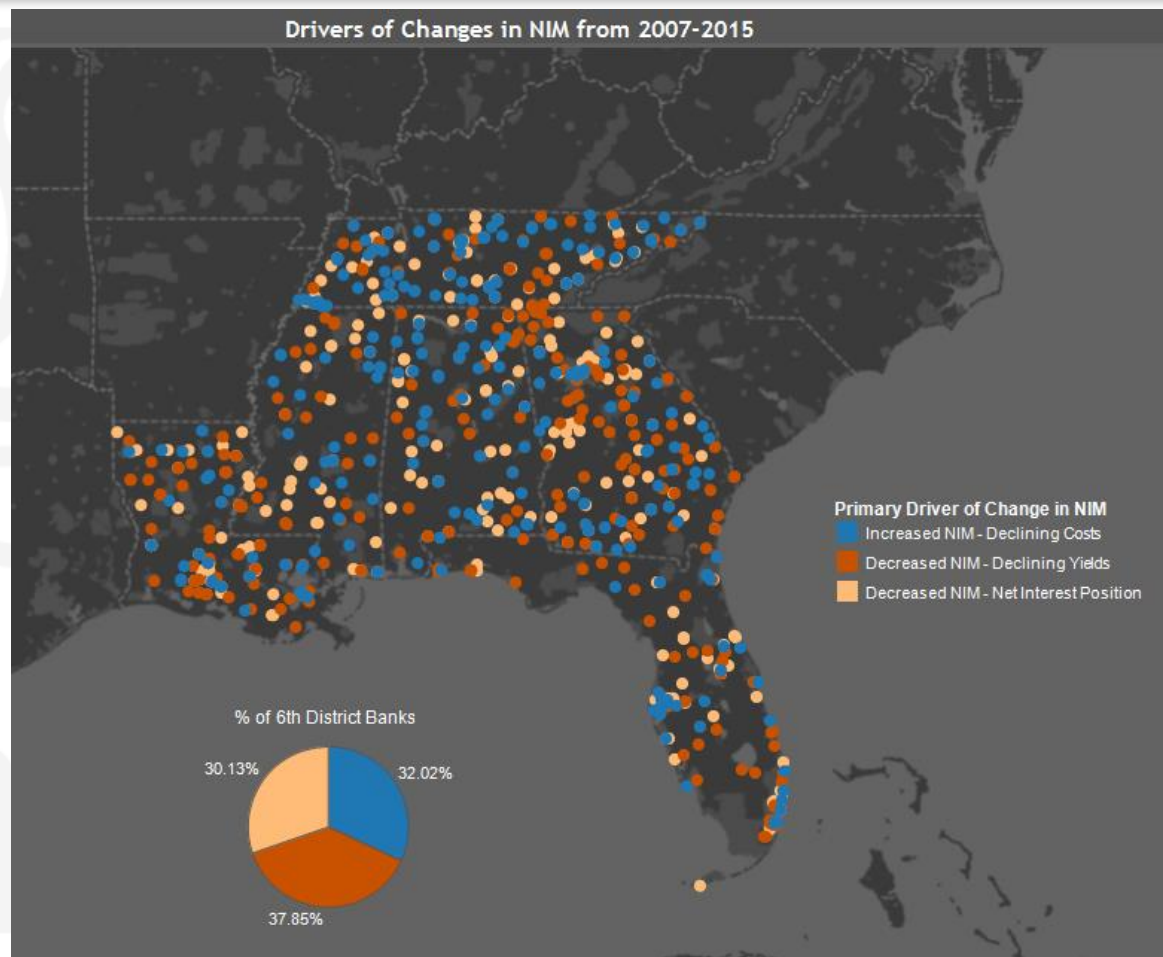 Drivers of Changes in NIM from 2007-2015
Primary Driver of Change in NIM
Increased NIM - Declining Costs
Decreased NIM - Declining Yields
Decreased NIM - Net Interest Position
% of 6th District Banks
30.13%
32.02%
37.85%